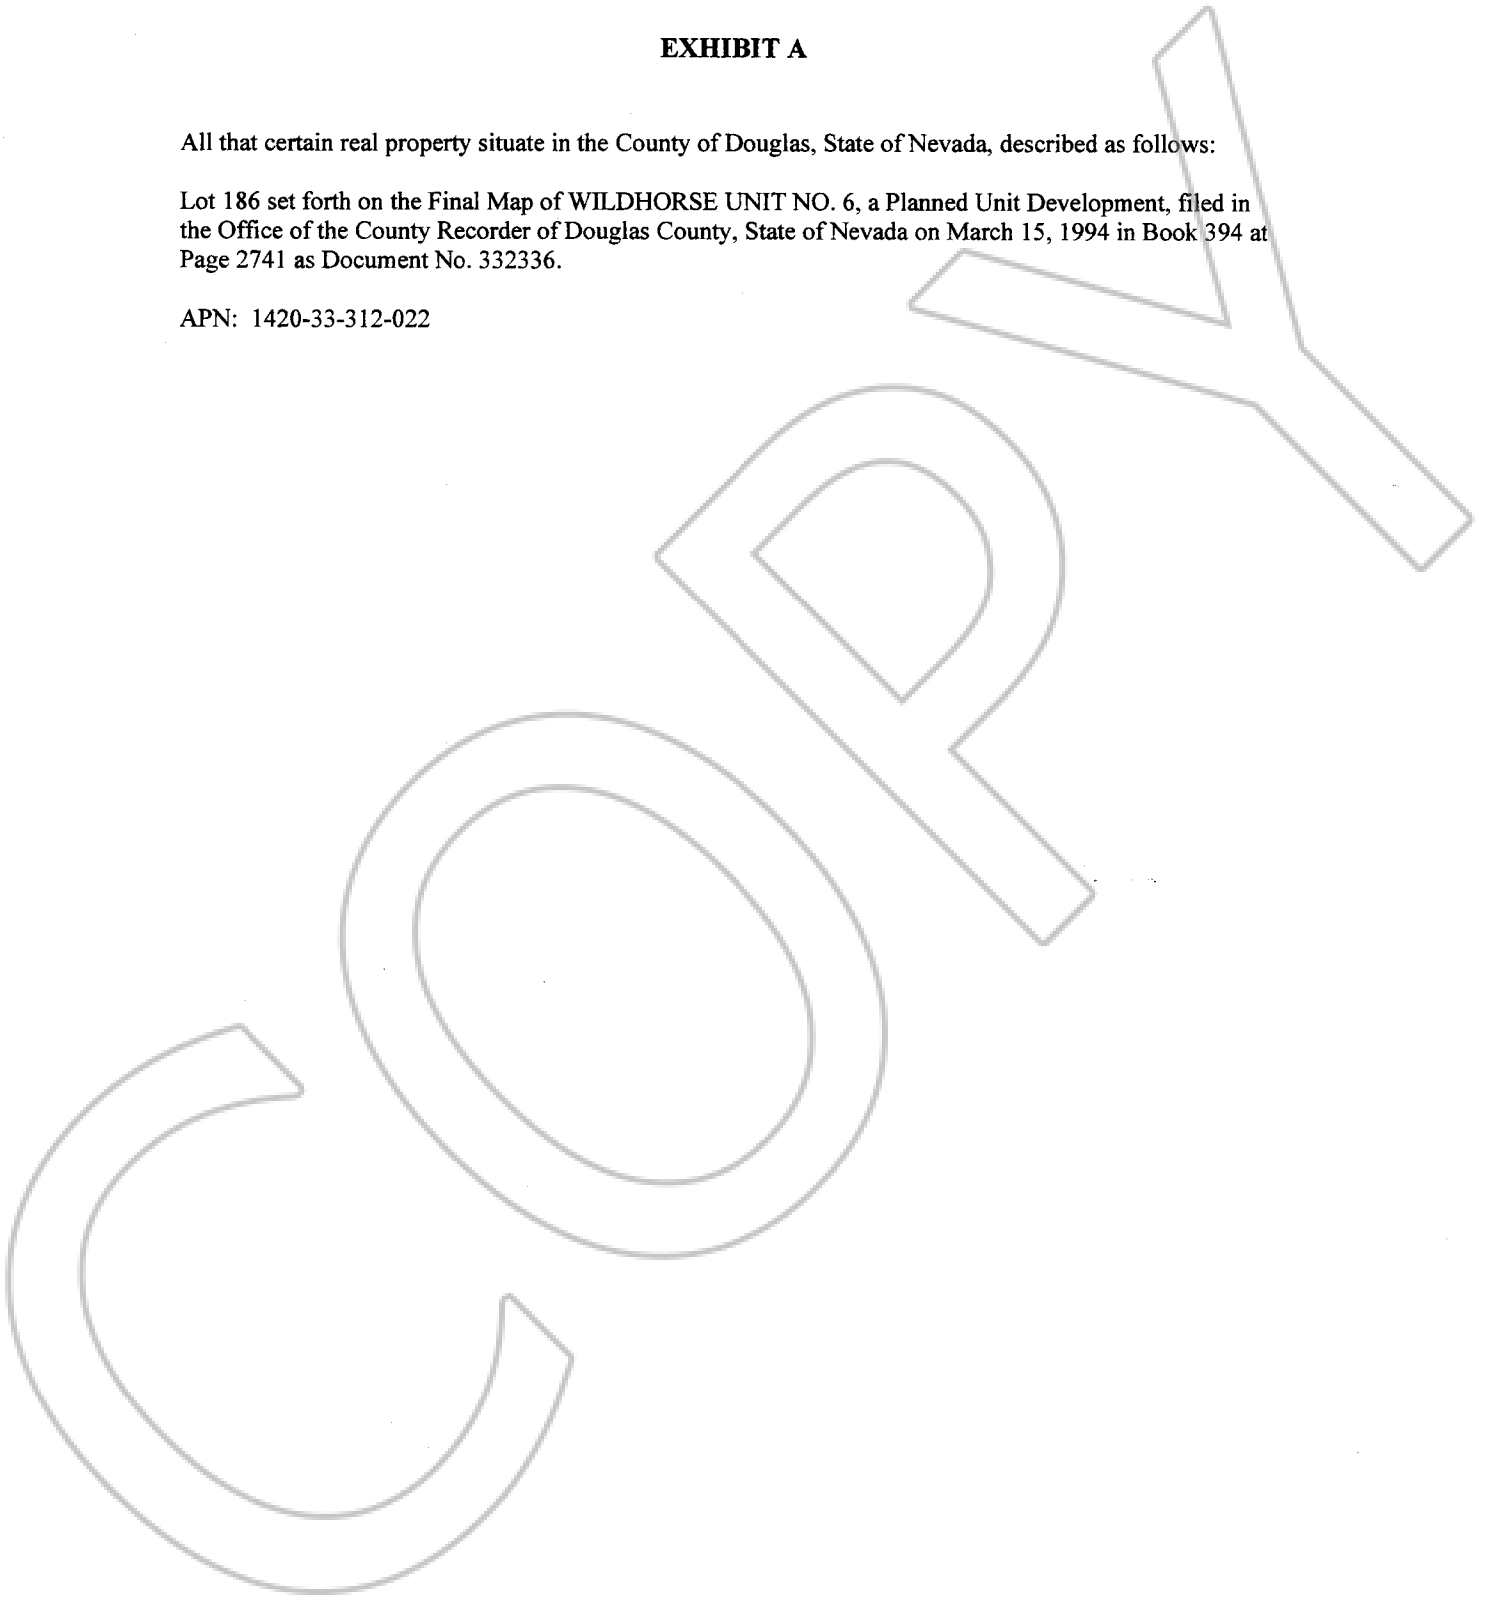 EXHIBIT A
All that certain real property situate in the County of Douglas, State of Nevada, described as follows:
Lot 186 set forth on the Final Map of WILDHORSE UNIT NO. 6, a Planned Unit Development, filed in
the Office of the County Recorder of Douglas County, State of Nevada on March 15, 1994 in Book 394 at
Page 2741 as Document No. 332336.
APN: 1420-33-312-022
COPY